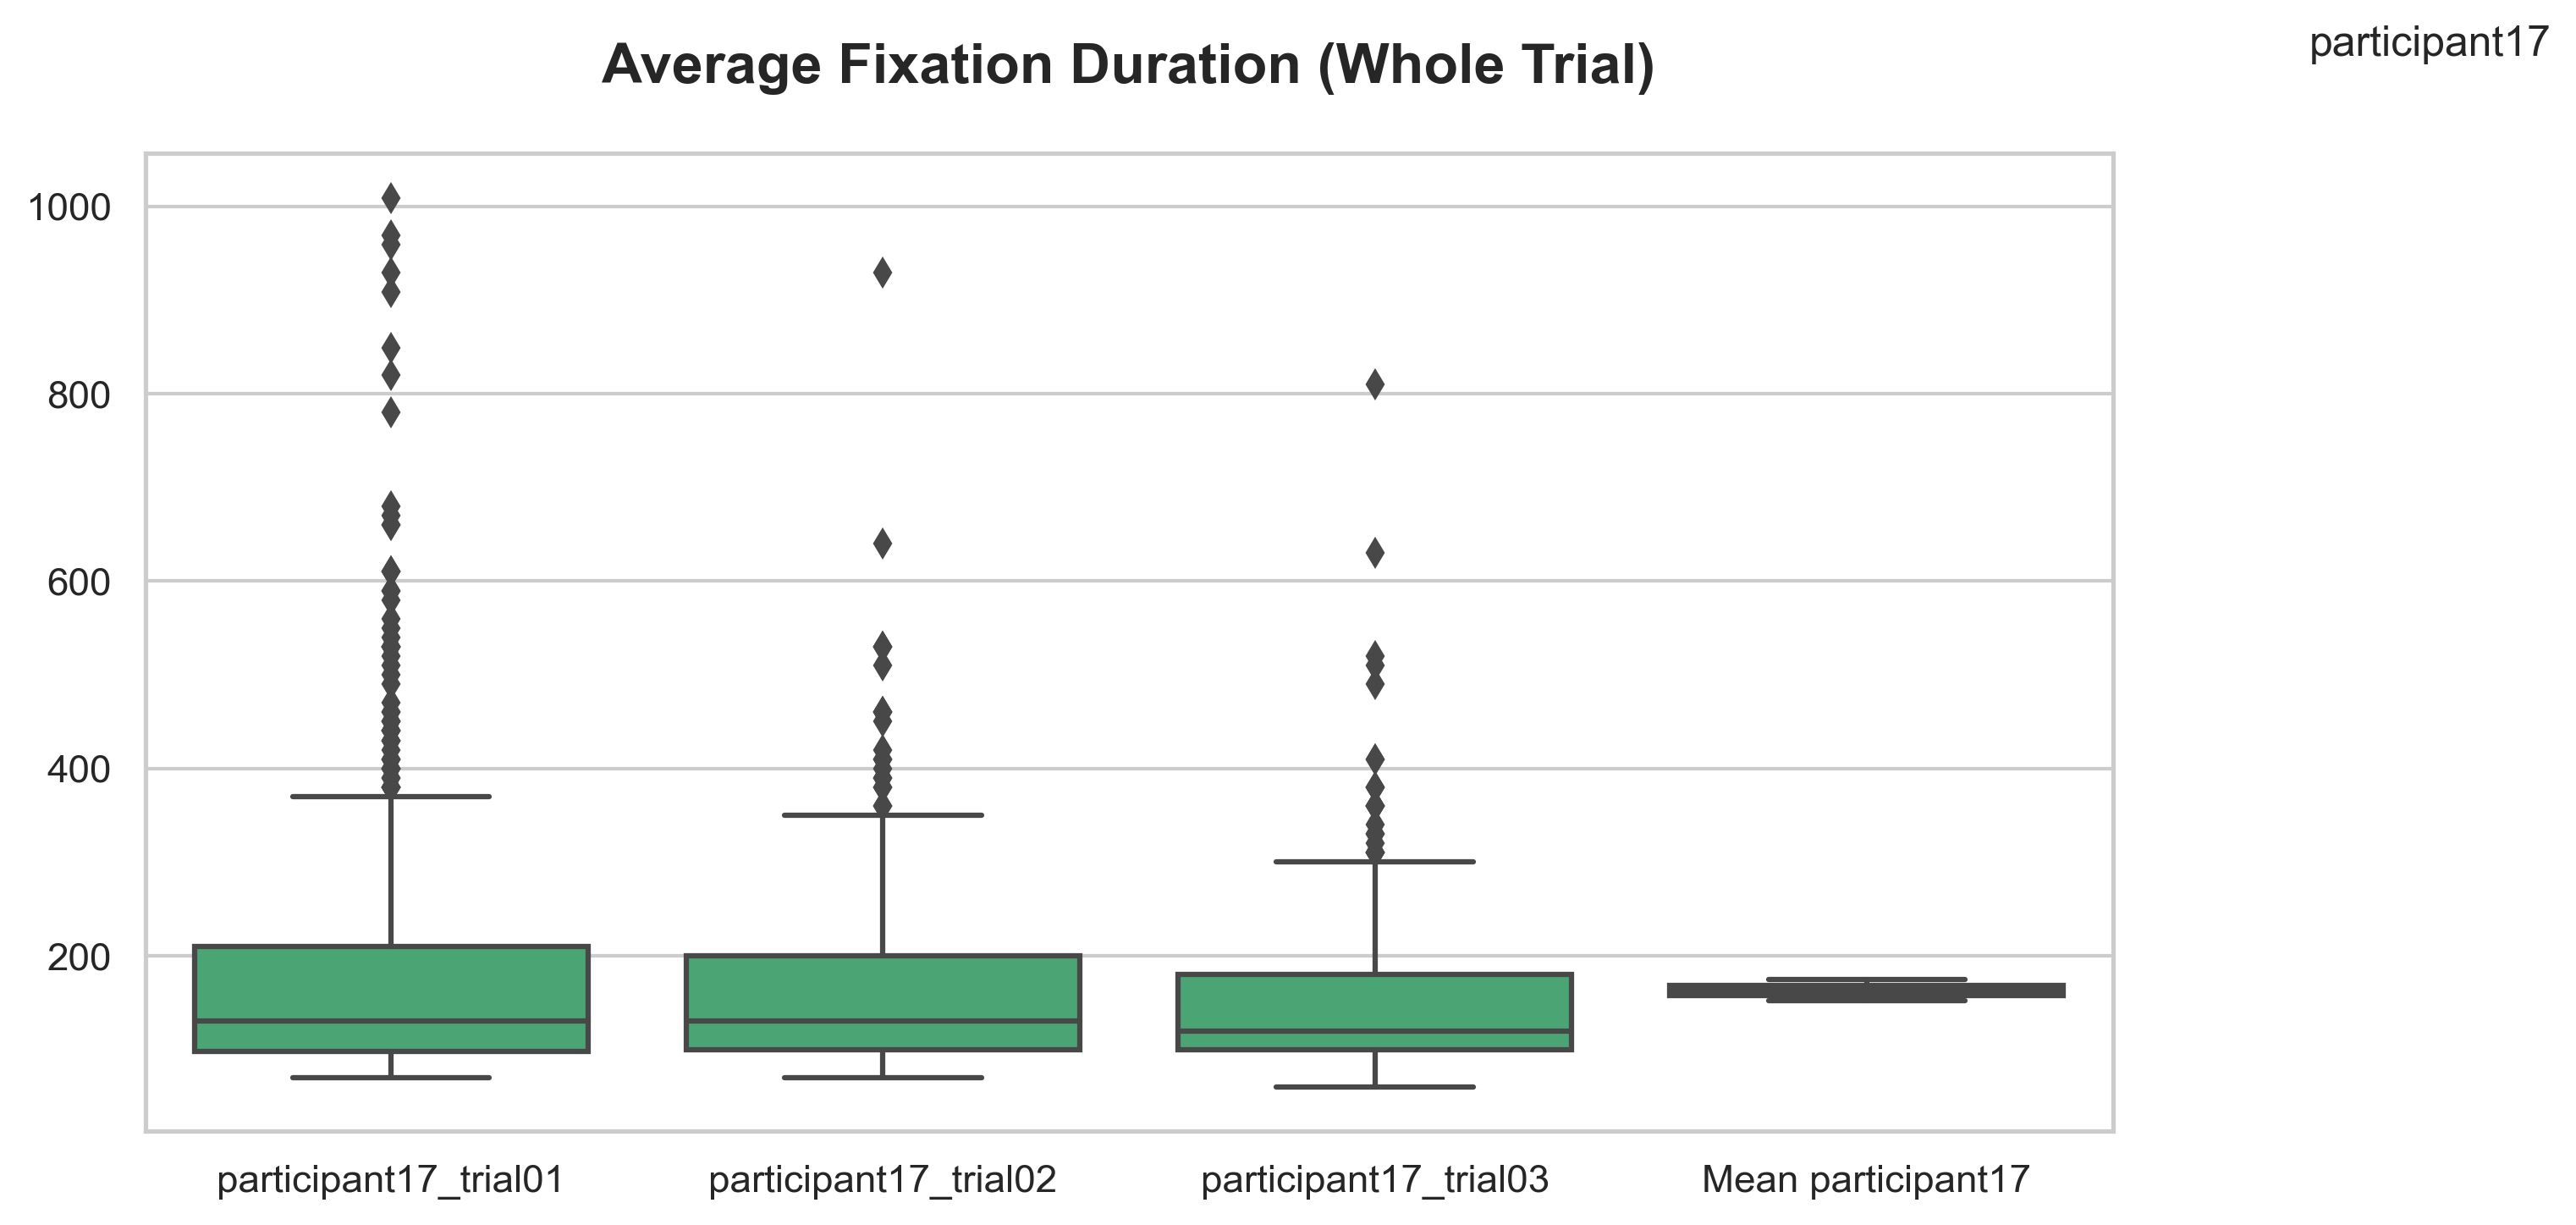 participant17
Average Fixation Duration (Whole Trial)
1000
800
600
400
200
participant17_trial01 participant17_trial02 participant17_trial03 Mean participant17